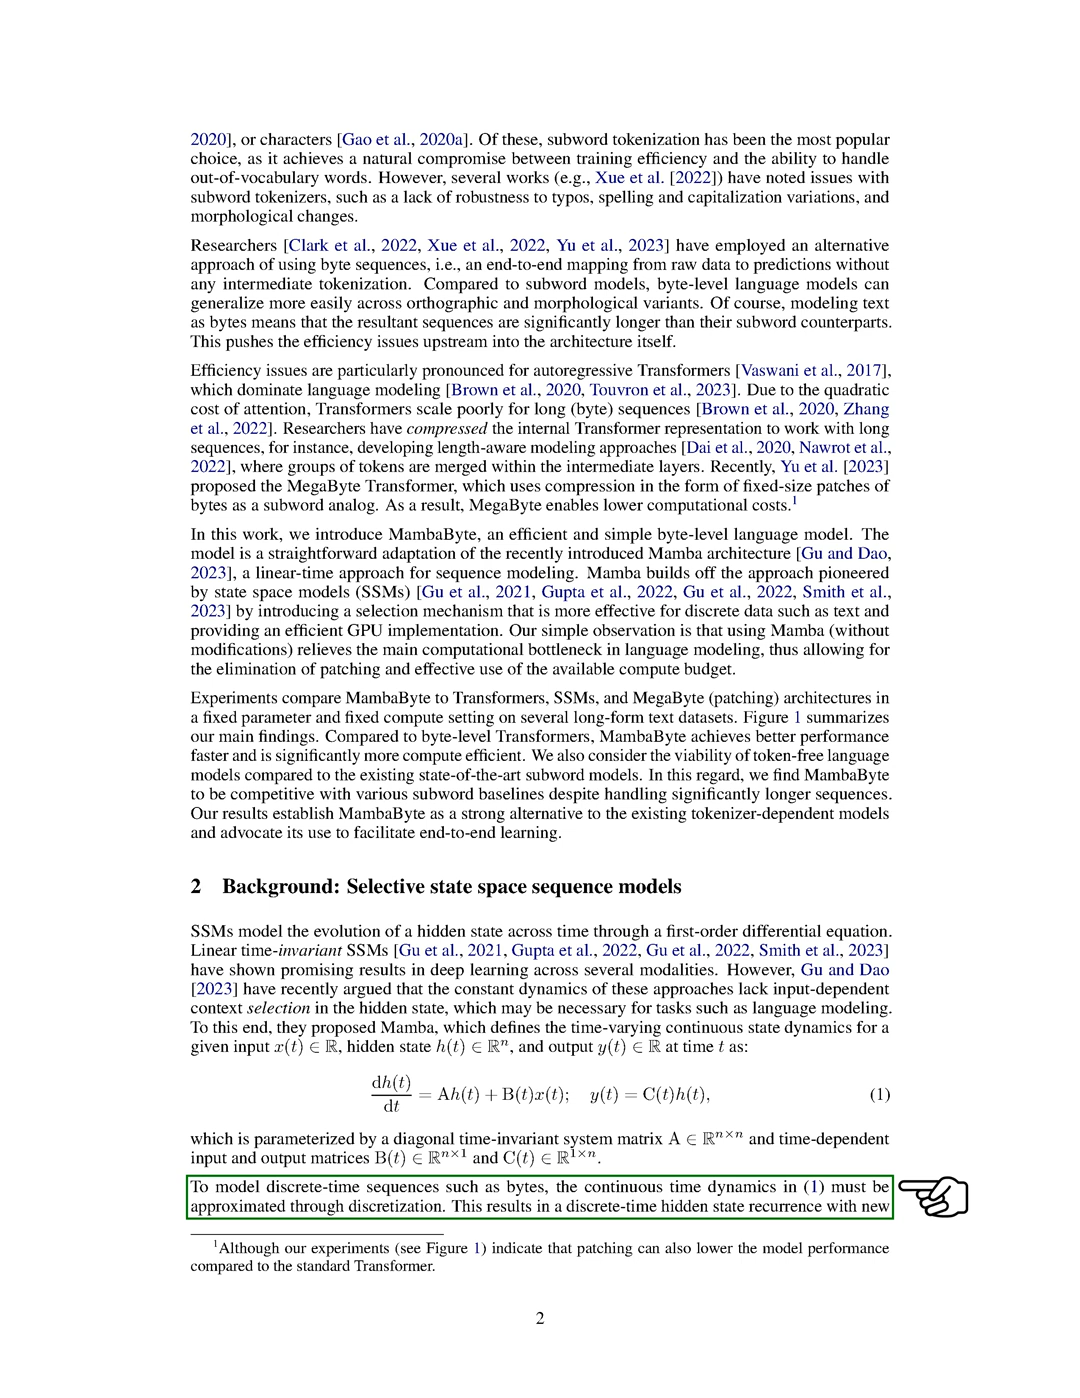 2020], or characters [Gao et al., 2020a]. Of these, subword tokenization has been the most popular
choice, as it achieves a natural compromise between training efficiency and the ability to handle
out-of-vocabulary words. However, several works (e.g., Xue et al. [2022]) have noted issues with
subword tokenizers, such as a lack of robustness to typos, spelling and capitalization variations, and
morphological changes.
Researchers [Clark et al., 2022, Xue et al., 2022, Yu et al., 2023] have employed an alternative
approach of using byte sequences, i.e., an end-to-end mapping from raw data to predictions without
any intermediate tokenization. Compared to subword models, byte-level language models can
generalize more easily across orthographic and morphological variants. Of course, modeling text
as bytes means that the resultant sequences are significantly longer than their subword counterparts.
This pushes the efficiency issues upstream into the architecture itself.
Efficiency issues are particularly pronounced for autoregressive Transformers [Vaswani et al., 2017],
which dominate language modeling [Brown et al., 2020, Touvron et al., 2023]. Due to the quadratic
cost of attention, Transformers scale poorly for long (byte) sequences [Brown et al., 2020, Zhang
et al., 2022]. Researchers have compressed the internal Transformer representation to work with long
sequences, for instance, developing length-aware modeling approaches [Dai et al., 2020, Nawrot et al.,
2022], where groups of tokens are merged within the intermediate layers. Recently, Yu et al. [2023]
proposed the MegaByte Transformer, which uses compression in the form of fixed-size patches of
bytes as a subword analog. As a result, MegaByte enables lower computational costs.¹
In this work, we introduce MambaByte, an efficient and simple byte-level language model. The
model is a straightforward adaptation of the recently introduced Mamba architecture [Gu and Dao,
2023], a linear-time approach for sequence modeling. Mamba builds off the approach pioneered
by state space models (SSMs) [Gu et al., 2021, Gupta et al., 2022, Gu et al., 2022, Smith et al.,
2023] by introducing a selection mechanism that is more effective for discrete data such as text and
providing an efficient GPU implementation. Our simple observation is that using Mamba (without
modifications) relieves the main computational bottleneck in language modeling, thus allowing for
the elimination of patching and effective use of the available compute budget.
Experiments compare MambaByte to Transformers, SSMs, and MegaByte (patching) architectures in
a fixed parameter and fixed compute setting on several long-form text datasets. Figure 1 summarizes
our main findings. Compared to byte-level Transformers, MambaByte achieves better performance
faster and is significantly more compute efficient. We also consider the viability of token-free language
models compared to the existing state-of-the-art subword models. In this regard, we find MambaByte
to be competitive with various subword baselines despite handling significantly longer sequences.
Our results establish MambaByte as a strong alternative to the existing tokenizer-dependent models
and advocate its use to facilitate end-to-end learning.
2 Background: Selective state space sequence models
SSMs model the evolution of a hidden state across time through a first-order differential equation.
Linear time-invariant SSMs [Gu et al., 2021, Gupta et al., 2022, Gu et al., 2022, Smith et al., 2023]
have shown promising results in deep learning across several modalities. However, Gu and Dao
[2023] have recently argued that the constant dynamics of these approaches lack input-dependent
context selection in the hidden state, which may be necessary for tasks such as language modeling.
To this end, they proposed Mamba, which defines the time-varying continuous state dynamics for a
given input x(t) ∈ ℝ, hidden state h(t) ∈ ℝⁿ, and output y(t) ∈ ℝ at time t as:
dh(t)/dt = Ah(t) + B(t)x(t); y(t) = C(t)h(t), (1)
which is parameterized by a diagonal time-invariant system matrix A ∈ ℝⁿˣⁿ and time-dependent
input and output matrices B(t) ∈ ℝⁿˣ¹ and C(t) ∈ ℝ¹ˣⁿ.
To model discrete-time sequences such as bytes, the continuous time dynamics in (1) must be
approximated through discretization. This results in a discrete-time hidden state recurrence with new
¹Although our experiments (see Figure 1) indicate that patching can also lower the model performance
compared to the standard Transformer.
2